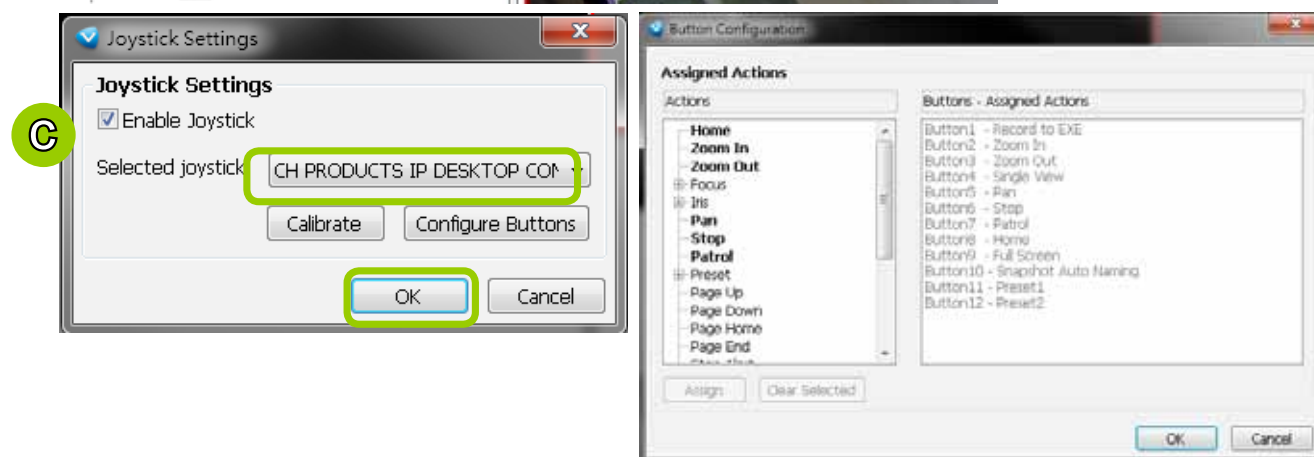 Joystick Settings
Joystick Settings
C
Enable Joystick
Selected joystick
CH PRODUCTS IP DESKTOP CON
Calibrate
Configure Buttons
OK
Cancel
Button Configuration
Assigned Actions
Actions
Home
Zoom In
Zoom Out
Focus
Iris
Pan
Stop
Patrol
Preset
Page Up
Page Down
Page Home
Page End
Assign
Clear Selected
Buttons - Assigned Actions
Button1 - Record to EXE
Button2 - Zoom In
Button3 - Zoom Out
Button4 - Single View
Button5 - Pan
Button6 - Stop
Button7 - Patrol
Button8 - Home
Button9 - Full Screen
Button10 - Snapshot Auto Naming
Button11 - Preset1
Button12 - Preset2
OK
Cancel